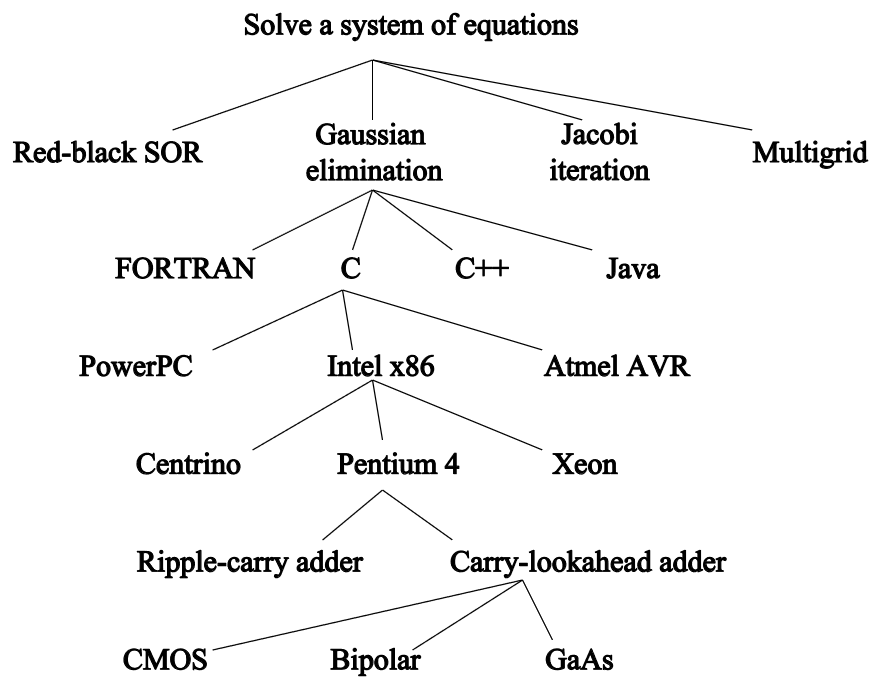 Solve a system of equations
Red-black SOR
Gaussian
elimination
Jacobi
iteration
Multigrid
FORTRAN
C
C++
Java
PowerPC
Intel x86
Atmel AVR
Centrino
Pentium 4
Xeon
Ripple-carry adder
Carry-lookahead adder
CMOS
Bipolar
GaAs